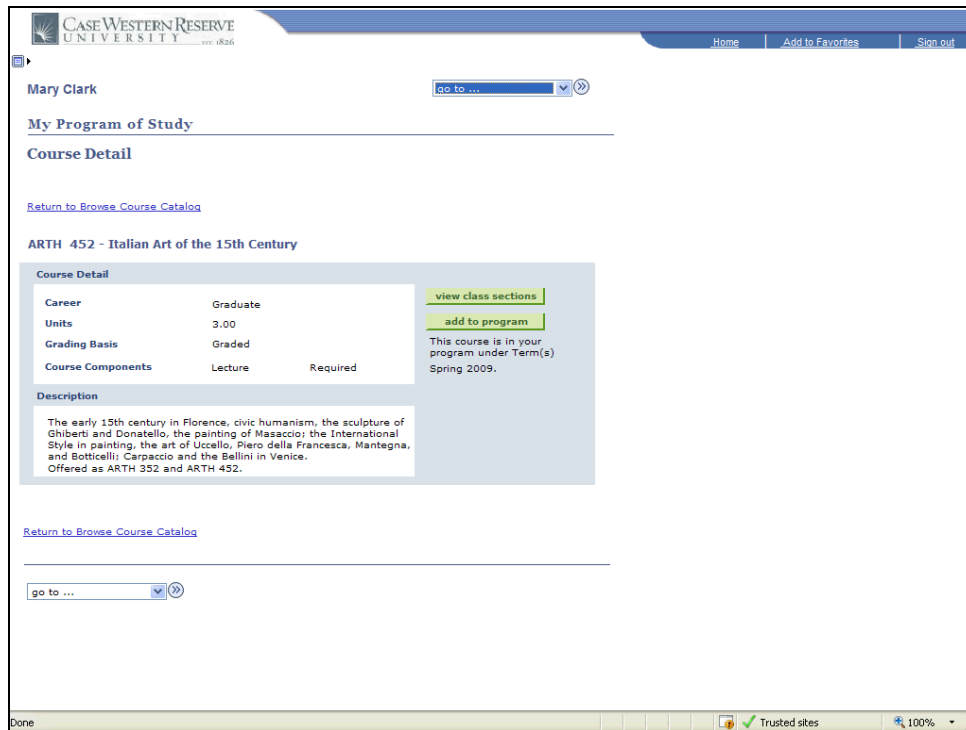 CASE WESTERN RESERVE
UNIVERSITY EST. 1826
Home Add to Favorites Sign out
Mary Clark go to ...
My Program of Study
Course Detail
Return to Browse Course Catalog
ARTH 452 - Italian Art of the 15th Century
Course Detail
Career Graduate view class sections
Units 3.00 add to program
Grading Basis Graded This course is in your
program under Term(s)
Course Components Lecture Required Spring 2009.
Description
The early 15th century in Florence, civic humanism, the sculpture of
Ghiberti and Donatello, the painting of Masaccio; the International
Style in painting, the art of Uccello, Piero della Francesca, Mantegna,
and Botticelli; Carpaccio and the Bellini in Venice.
Offered as ARTH 352 and ARTH 452.
Return to Browse Course Catalog
go to ...
Done Trusted sites 100%